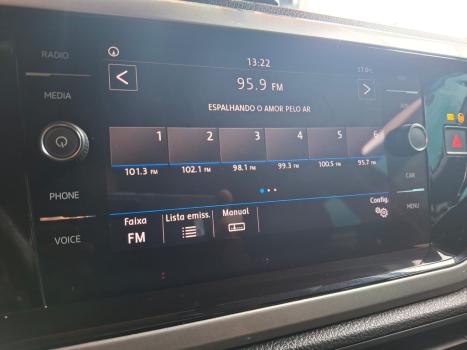 RADIO
MEDIA
PHONE
VOICE
13:22
95.9 FM
ESPALHANDO O AMOR PELO AR
1 2 3 4 5 6
101.3 FM 102.1 FM 98.1 FM 99.3 FM 100.5 FM 95.7 FM
Faixa Lista emiss. Manual Config.
FM
CAR
MENU